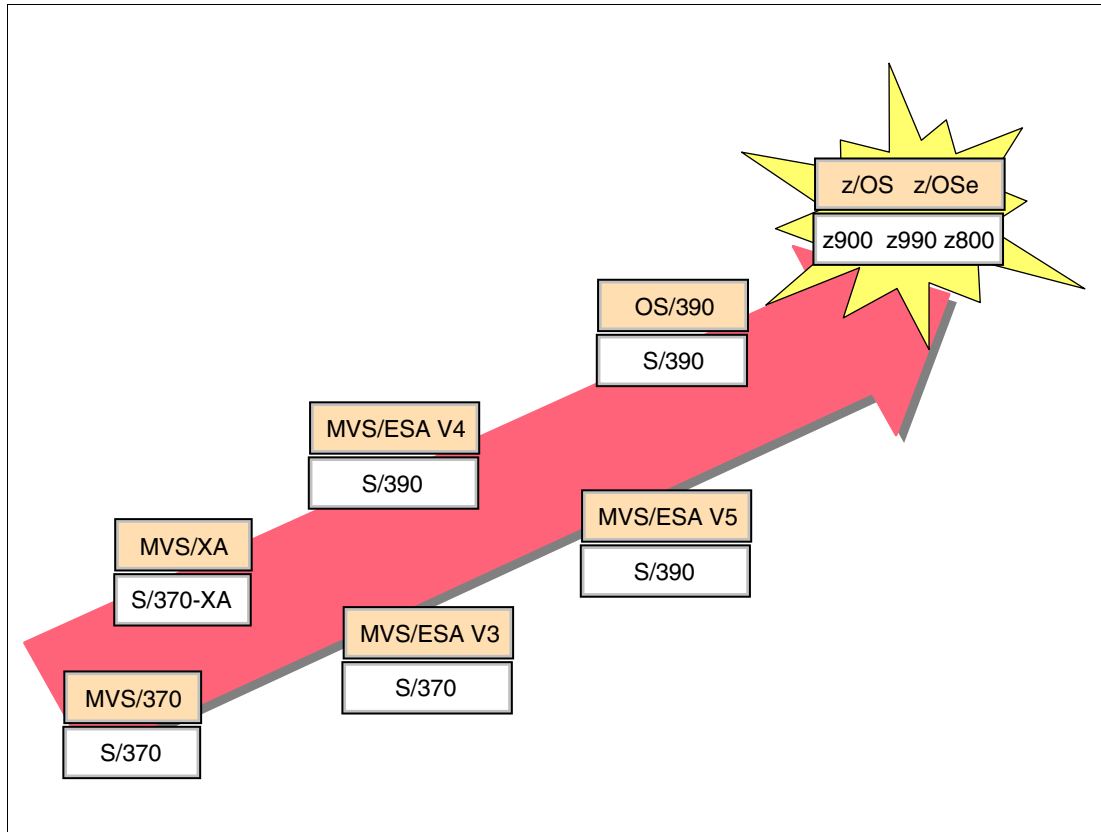 z/OS z/OSe
z900 z990 z800
OS/390
S/390
MVS/ESA V4
S/390
MVS/ESA V5
S/390
MVS/XA
S/370-XA
MVS/ESA V3
S/370
MVS/370
S/370